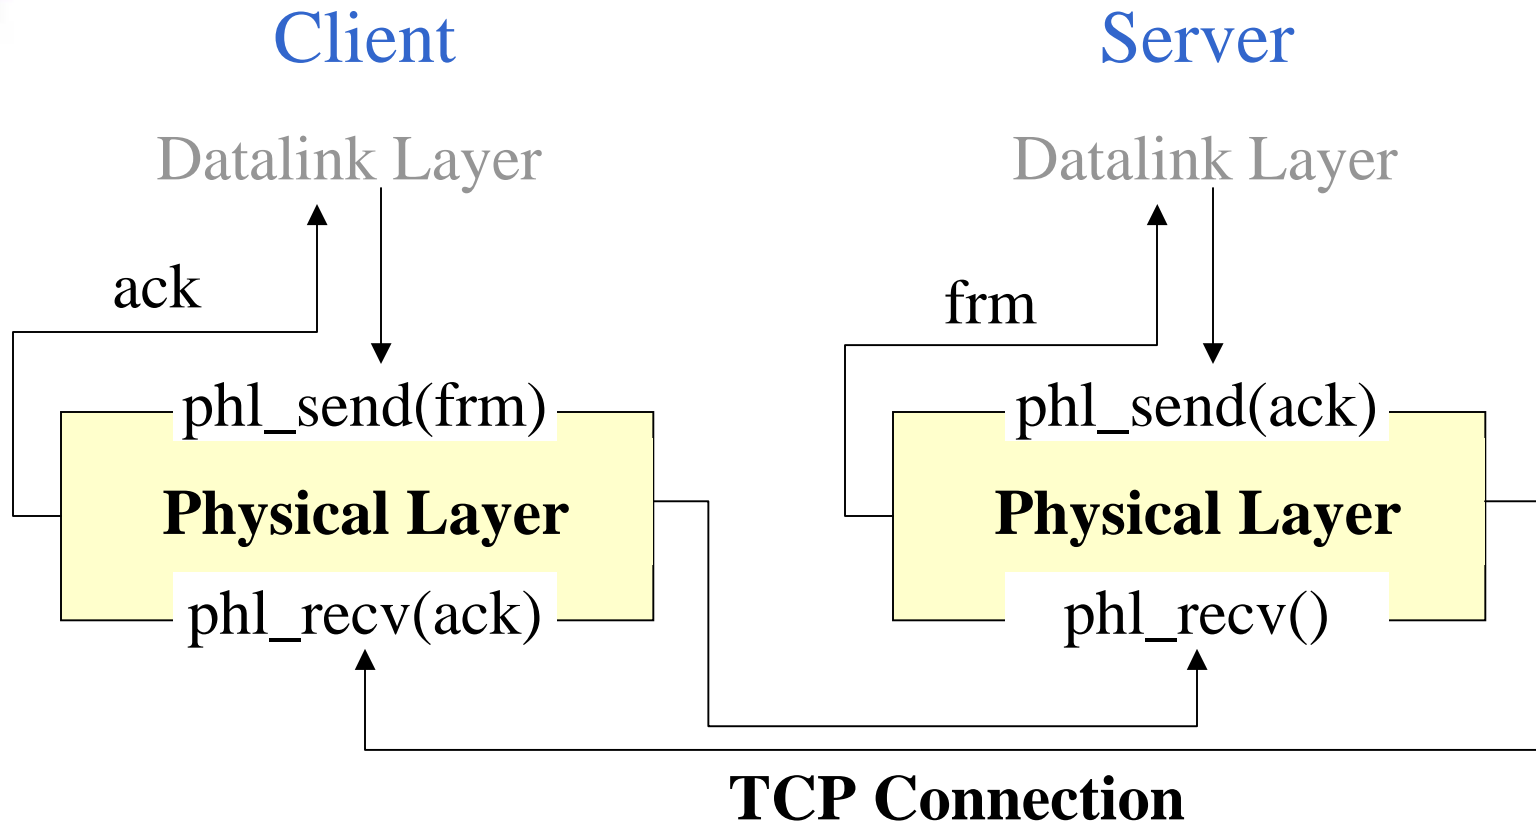 Client
Server
Datalink Layer
Datalink Layer
ack
frm
phl_send(frm)
phl_send(ack)
Physical Layer
Physical Layer
phl_recv(ack)
phl_recv()
TCP Connection